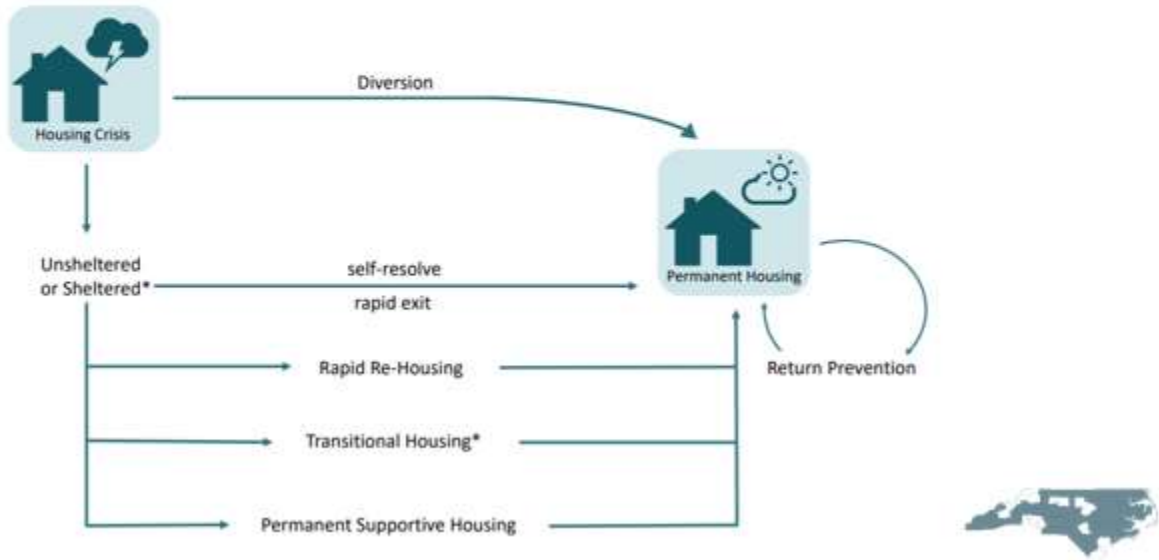 Housing Crisis
Diversion
Permanent Housing
Unsheltered
or Sheltered*
self-resolve
rapid exit
Rapid Re-Housing
Return Prevention
Transitional Housing*
Permanent Supportive Housing